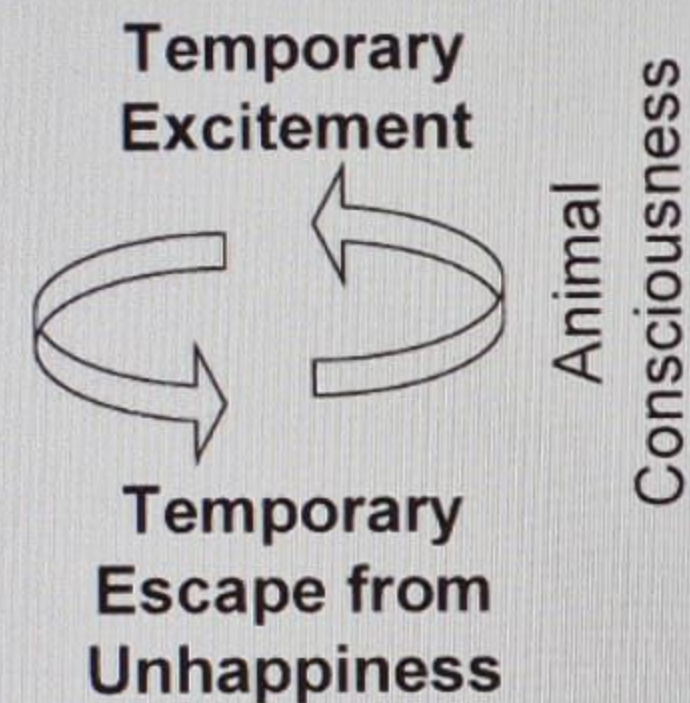 Temporary
Excitement
Animal
Consciousness
Temporary
Escape from
Unhappiness